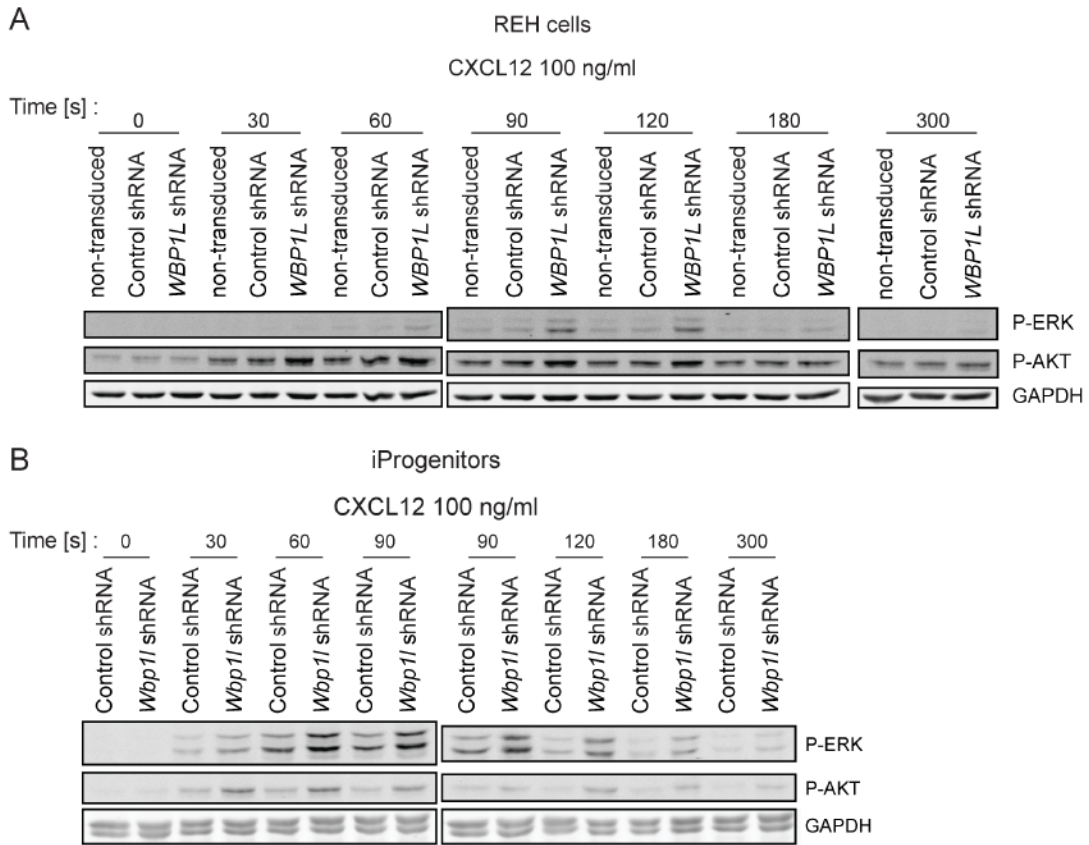 A
REH cells
CXCL12 100 ng/ml
Time [s] :
0 30 60 90 120 180 300
non-transduced Control shRNA WBP1L shRNA non-transduced Control shRNA WBP1L shRNA non-transduced Control shRNA WBP1L shRNA non-transduced Control shRNA WBP1L shRNA non-transduced Control shRNA WBP1L shRNA non-transduced Control shRNA WBP1L shRNA non-transduced Control shRNA WBP1L shRNA
P-ERK
P-AKT
GAPDH
B
iProgenitors
CXCL12 100 ng/ml
Time [s] : 0 30 60 90 90 120 180 300
Control shRNA Wbp1l shRNA Control shRNA Wbp1l shRNA Control shRNA Wbp1l shRNA Control shRNA Wbp1l shRNA Control shRNA Wbp1l shRNA Control shRNA Wbp1l shRNA Control shRNA Wbp1l shRNA Control shRNA Wbp1l shRNA
P-ERK
P-AKT
GAPDH